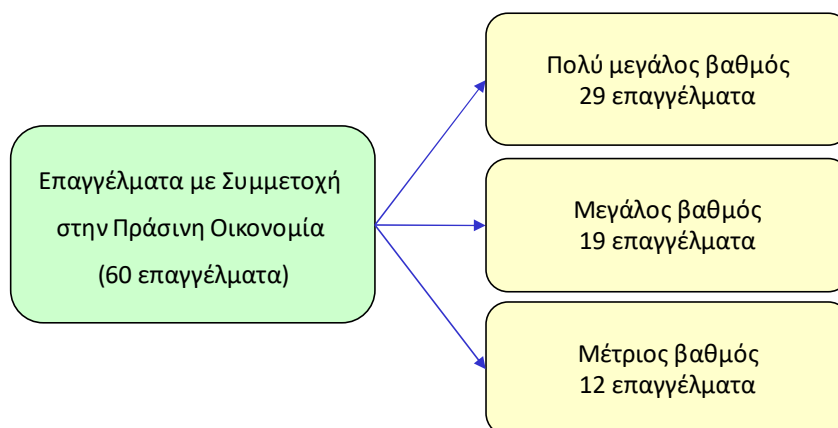 Επαγγέλματα με Συμμετοχή
στην Πράσινη Οικονομία
(60 επαγγέλματα)
Πολύ μεγάλος βαθμός
29 επαγγέλματα
Μεγάλος βαθμός
19 επαγγέλματα
Μέτριος βαθμός
12 επαγγέλματα